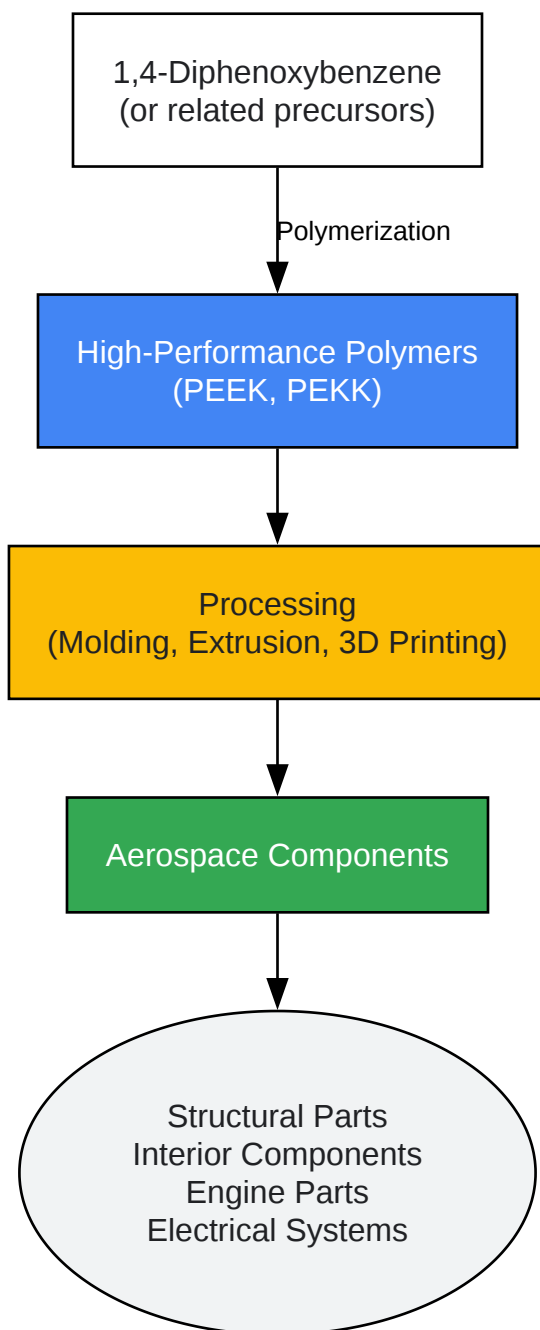 1,4-Diphenoxybenzene
(or related precursors)
Polymerization
High-Performance Polymers
(PEEK, PEKK)
Processing
(Molding, Extrusion, 3D Printing)
Aerospace Components
Structural Parts
Interior Components
Engine Parts
Electrical Systems